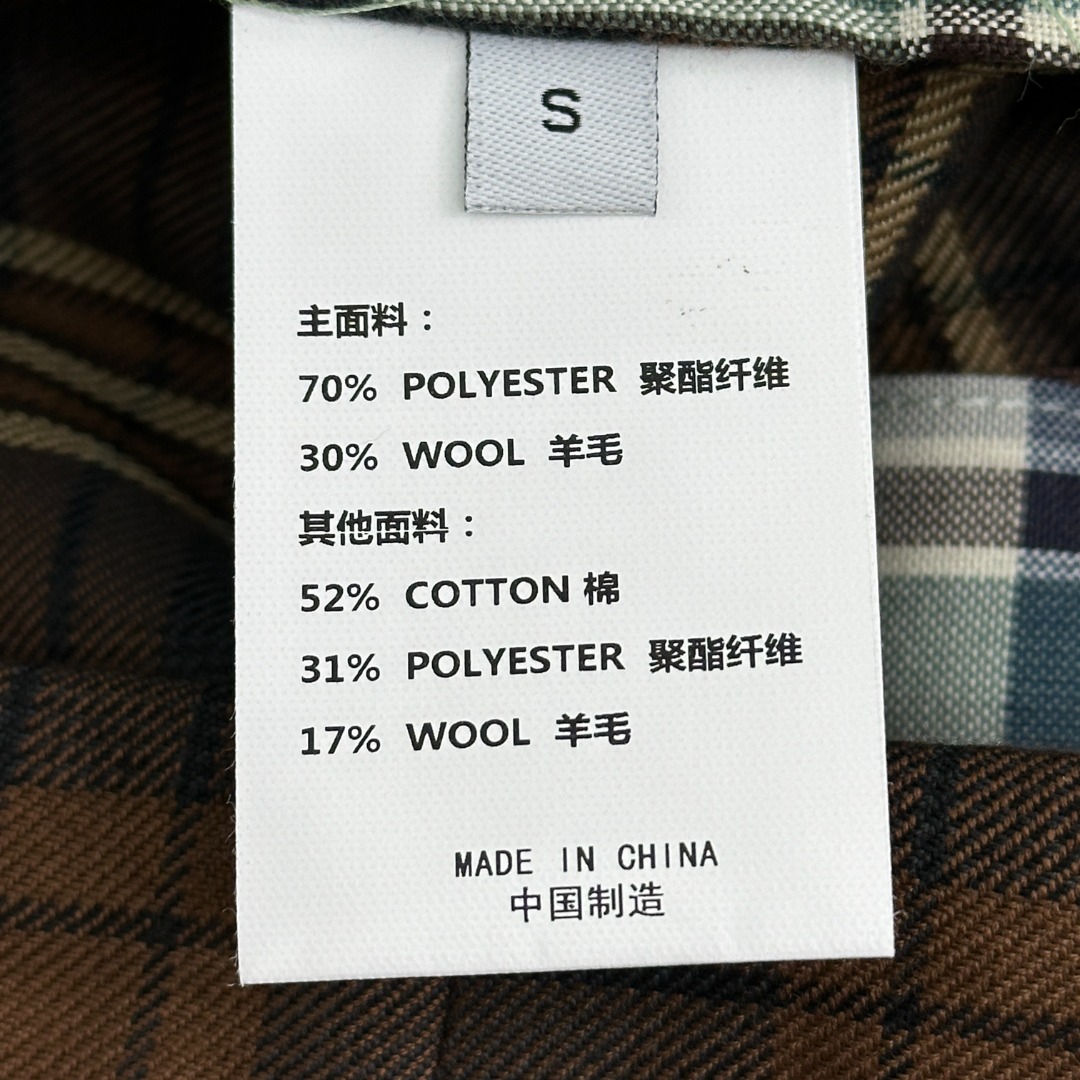 S
主面料：
70% POLYESTER 聚酯纤维
30% WOOL 羊毛
其他面料：
52% COTTON 棉
31% POLYESTER 聚酯纤维
17% WOOL 羊毛
MADE IN CHINA
中国制造